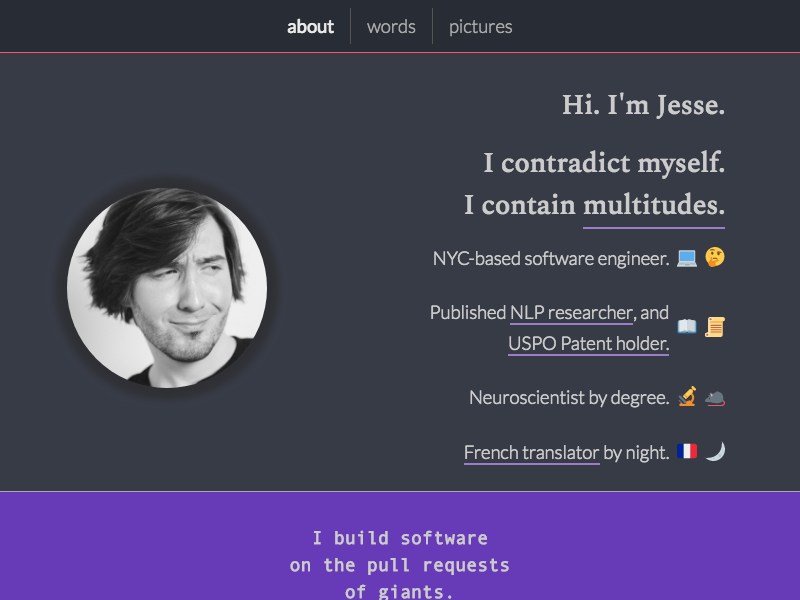 about
words
pictures
Hi. I'm Jesse.
I contradict myself.
I contain multitudes.
NYC-based software engineer. 💻 🤔
Published NLP researcher, and
USPO Patent holder. 📖 📜
Neuroscientist by degree. 🔬 🐀
French translator by night. 🇫🇷 🌙
I build software
on the pull requests
of giants.